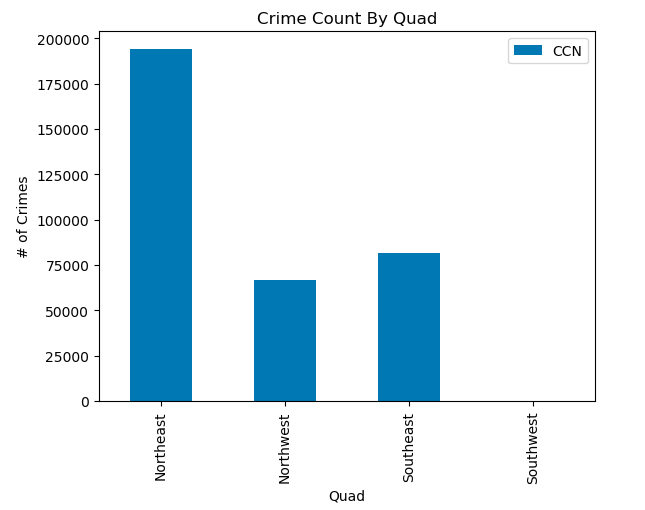 Crime Count By Quad
CCN
200000
175000
150000
125000
100000
75000
50000
25000
0
# of Crimes
Northeast
Northwest
Southeast
Southwest
Quad